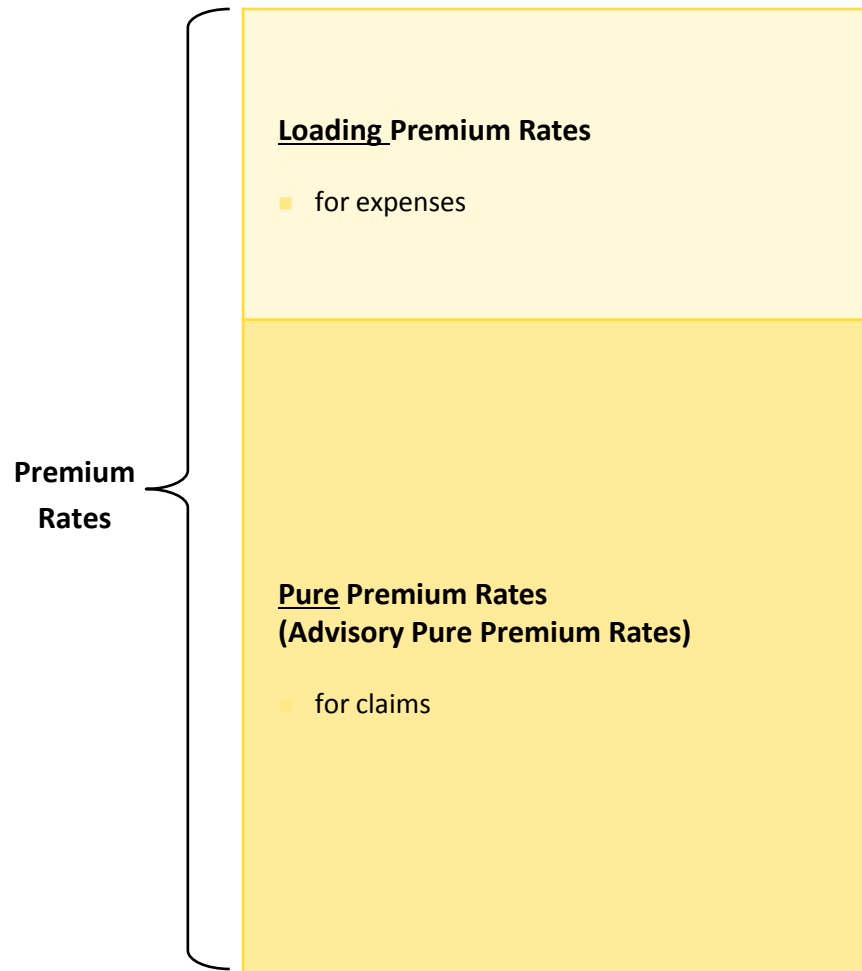 Loading Premium Rates
for expenses
Premium
Rates
Pure Premium Rates
(Advisory Pure Premium Rates)
for claims